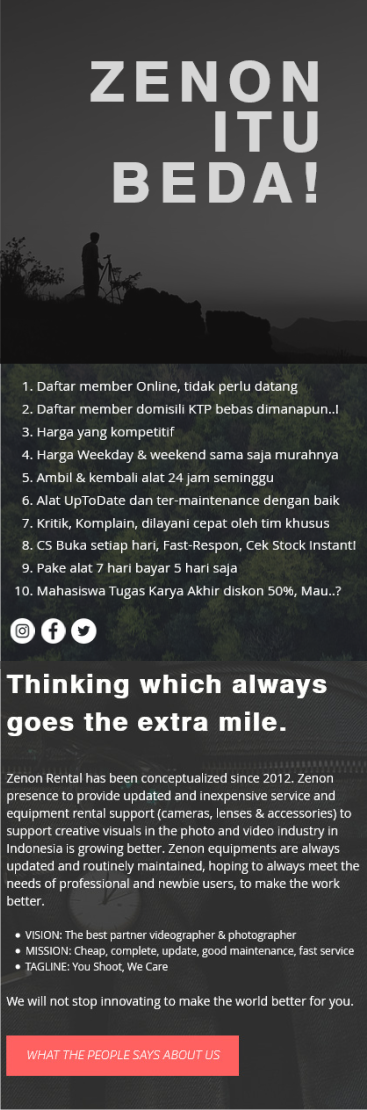 ZENON
ITU
BEDA!
1. Daftar member Online, tidak perlu datang
2. Daftar member domisili KTP bebas dimanapun..!
3. Harga yang kompetitif
4. Harga Weekday & weekend sama saja murahnya
5. Ambil & kembali alat 24 jam seminggu
6. Alat UpToDate dan ter-maintenance dengan baik
7. Kritik, Komplain, dilayani cepat oleh tim khusus
8. CS Buka setiap hari, Fast-Respon, Cek Stock Instant!
9. Pake alat 7 hari bayar 5 hari saja
10. Mahasiswa Tugas Karya Akhir diskon 50%, Mau..?
Thinking which always
goes the extra mile.
Zenon Rental has been conceptualized since 2012. Zenon
presence to provide updated and inexpensive service and
equipment rental support (cameras, lenses & accessories) to
support creative visuals in the photo and video industry in
Indonesia is growing better. Zenon equipments are always
updated and routinely maintained, hoping to always meet the
needs of professional and newbie users, to make the work
better.
• VISION: The best partner videographer & photographer
• MISSION: Cheap, complete, update, good maintenance, fast service
• TAGLINE: You Shoot, We Care
We will not stop innovating to make the world better for you.
WHAT THE PEOPLE SAYS ABOUT US